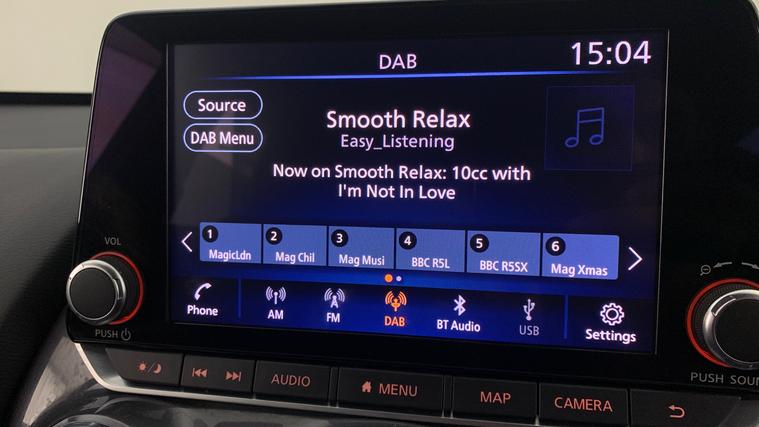 DAB
15:04
Source
DAB Menu
Smooth Relax
Easy_Listening
Now on Smooth Relax: 10cc with
I'm Not In Love
1 MagicLdn
2 Mag Chil
3 Mag Musi
4 BBC R5L
5 BBC R5SX
6 Mag Xmas
Phone
AM
FM
DAB
BT Audio
USB
Settings
VOL
PUSH
AUDIO
MENU
MAP
CAMERA
PUSH SOU